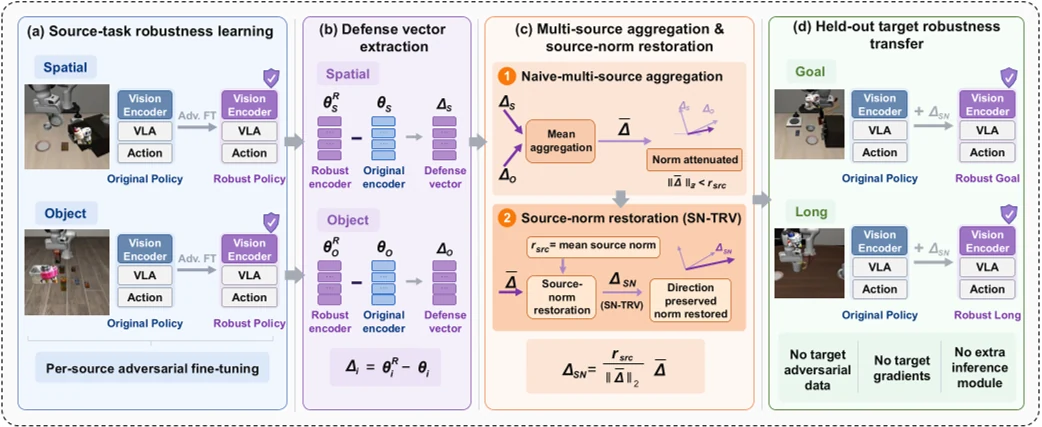 (a) Source-task robustness learning
Spatial
Vision
Encoder
VLA
Action
Adv. FT
Vision
Encoder
VLA
Action
Original Policy
Robust Policy
Object
Vision
Encoder
VLA
Action
Adv. FT
Vision
Encoder
VLA
Action
Original Policy
Robust Policy
Per-source adversarial fine-tuning
(b) Defense vector
extraction
Spatial
θ_S^R
θ_S
Δ_S
Robust
encoder
Original
encoder
Defense
vector
Object
θ_O^R
θ_O
Δ_O
Robust
encoder
Original
encoder
Defense
vector
Δ_i = θ_i^R − θ_i
(c) Multi-source aggregation &
source-norm restoration
1 Naive-multi-source aggregation
Δ_S
Δ_O
Mean
aggregation
Δ̅
Δ_S
Δ_O
Norm attenuated
‖Δ̅‖_2 < r_src
2 Source-norm restoration (SN-TRV)
r_src = mean source norm
Δ̅
Source-
norm
restoration
Δ_SN
(SN-TRV)
Δ_SN
Direction
preserved
norm restored
Δ_SN = r_src / ‖Δ̅‖_2 Δ̅
(d) Held-out target robustness
transfer
Goal
Vision
Encoder
VLA
Action
+ Δ_SN
Vision
Encoder
VLA
Action
Original Policy
Robust Goal
Long
Vision
Encoder
VLA
Action
+ Δ_SN
Vision
Encoder
VLA
Action
Original Policy
Robust Long
No target
adversarial
data
No target
gradients
No extra
inference
module